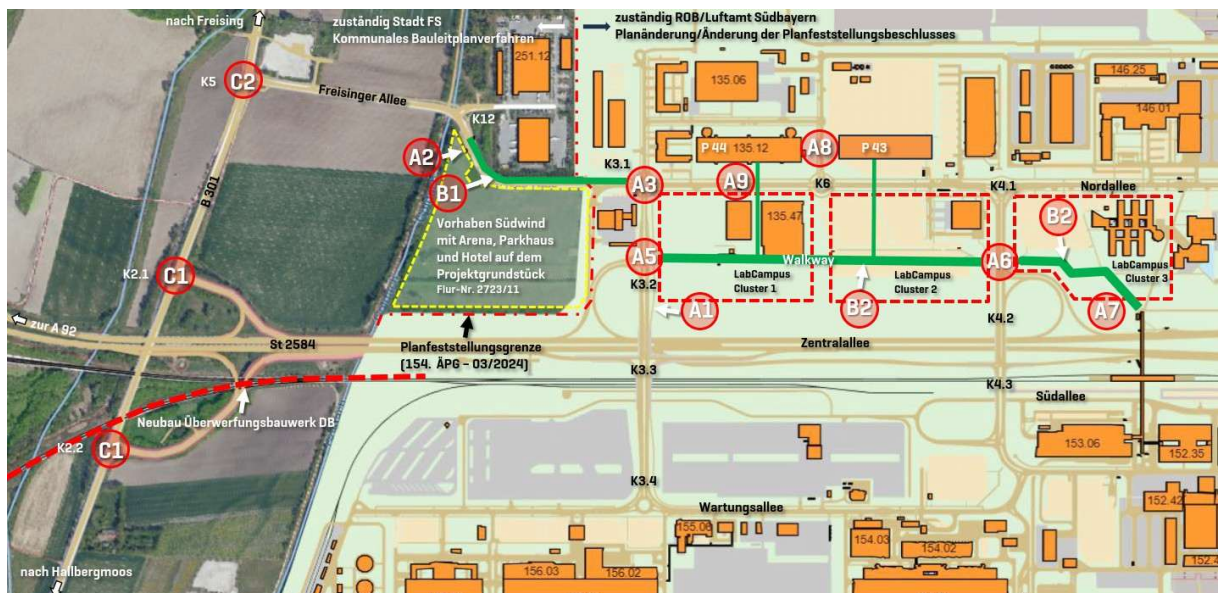 nach Freising
zuständig Stadt FS
Kommunales Bauleitplanverfahren
zuständig ROB/Luftamt Südbayern
Planänderung/Änderung der Planfeststellungsbeschlusses
251.12
135.06
146.25
146.01
K5
C2
Freisinger Allee
K12
A2
B1
P 44
135.12
A8
P 43
K3.1
A3
A9
K6
K4.1
Nordallee
B 301
Vorhaben Südwind
mit Arena, Parkhaus
und Hotel auf dem
Projektgrundstück
Flur-Nr. 2723/11
135.47
B2
K2.1
C1
A5
Walkway
A6
K3.2
LabCampus
Cluster 1
LabCampus
Cluster 2
LabCampus
Cluster 3
A1
B2
A7
K4.2
zur A 92
St 2584
Planfeststellungsgrenze
(154. ÄPG – 03/2024)
Zentralallee
K3.3
K4.3
Südallee
Neubau Überwerfungsbauwerk DB
K2.2
C1
153.06
152.35
K3.4
Wartungsallee
152.42
155.06
154.03
154.02
156.03
156.02
152.4
nach Hallbergmoos